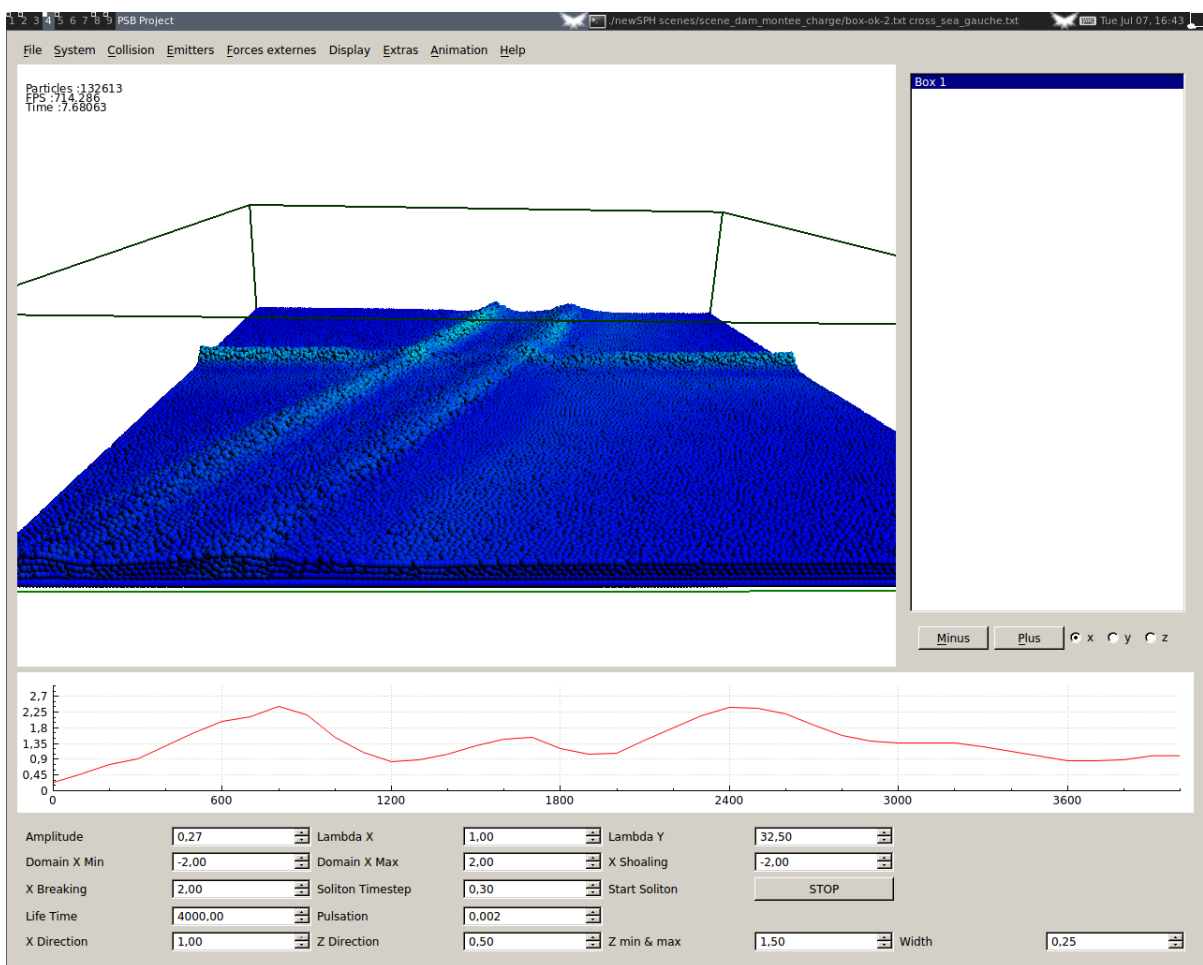 1 2 3 4 5 6 7 8 9 PSB Project ./newSPH scenes/scene_dam_montee_charge/box-ok-2.txt cross_sea_gauche.txt Tue Jul 07, 16:43
File System Collision Emitters Forces externes Display Extras Animation Help
Particles :132613
FPS :714.286
Time :7.68063
Box 1
Minus Plus x y z
2,7
2,25
1,8
1,35
0,9
0,45
0
0 600 1200 1800 2400 3000 3600
Amplitude 0,27 Lambda X 1,00 Lambda Y 32,50
Domain X Min -2,00 Domain X Max 2,00 X Shoaling -2,00
X Breaking 2,00 Soliton Timestep 0,30 Start Soliton STOP
Life Time 4000,00 Pulsation 0,002
X Direction 1,00 Z Direction 0,50 Z min & max 1,50 Width 0,25